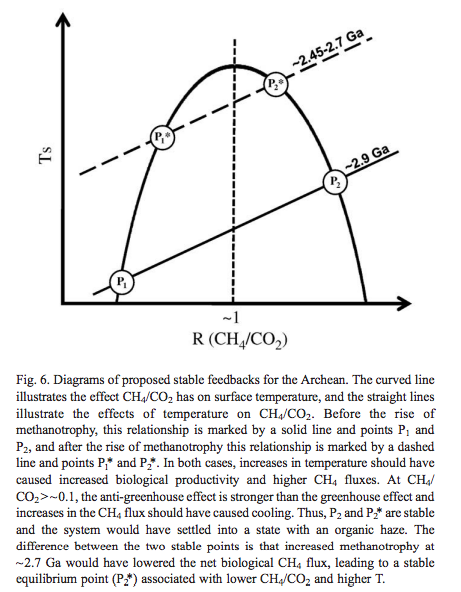 ~2.45-2.7 Ga
P₂*
P₁*
Ts
~2.9 Ga
P₂
P₁
~1
R (CH₄/CO₂)
Fig. 6. Diagrams of proposed stable feedbacks for the Archean. The curved line
illustrates the effect CH₄/CO₂ has on surface temperature, and the straight lines
illustrate the effects of temperature on CH₄/CO₂. Before the rise of
methanotrophy, this relationship is marked by a solid line and points P₁ and
P₂, and after the rise of methanotrophy this relationship is marked by a dashed
line and points P₁* and P₂*. In both cases, increases in temperature should have
caused increased biological productivity and higher CH₄ fluxes. At CH₄/
CO₂>~0.1, the anti-greenhouse effect is stronger than the greenhouse effect and
increases in the CH₄ flux should have caused cooling. Thus, P₂ and P₂* are stable
and the system would have settled into a state with an organic haze. The
difference between the two stable points is that increased methanotrophy at
~2.7 Ga would have lowered the net biological CH₄ flux, leading to a stable
equilibrium point (P₂*) associated with lower CH₄/CO₂ and higher T.